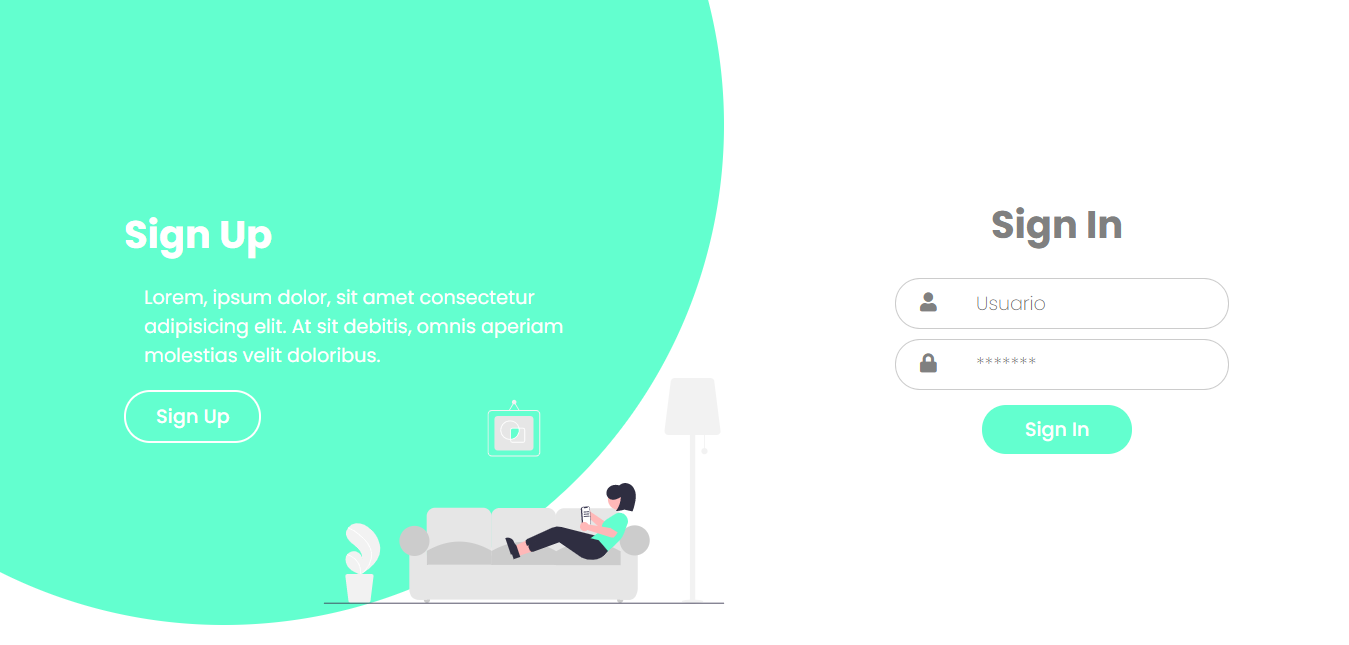 Sign Up
Lorem, ipsum dolor, sit amet consectetur
adipisicing elit. At sit debitis, omnis aperiam
molestias velit doloribus.
Sign Up
Sign In
Usuario
*******
Sign In